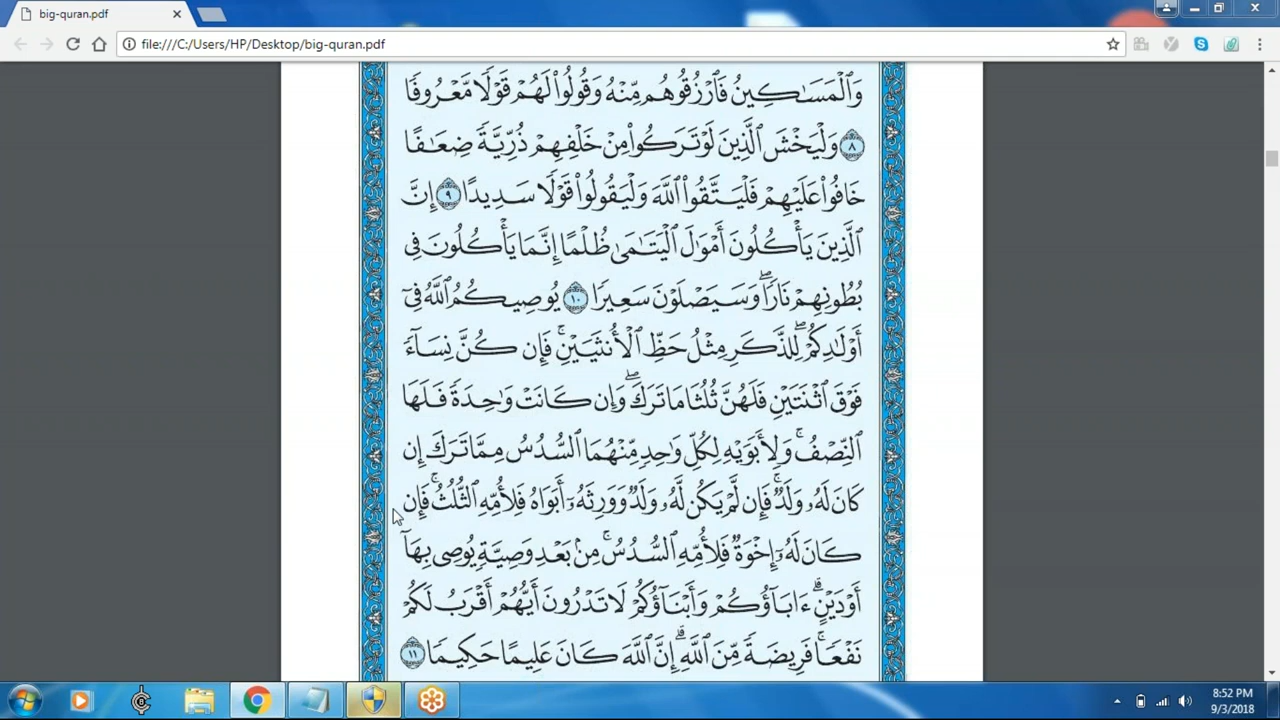 big-quran.pdf
file:///C:/Users/HP/Desktop/big-quran.pdf
وَٱلْمَسَٰكِينُ فَٱرْزُقُوهُم مِّنْهُ وَقُولُوا۟ لَهُمْ قَوْلًا مَّعْرُوفًا
٨ وَلْيَخْشَ ٱلَّذِينَ لَوْ تَرَكُوا۟ مِنْ خَلْفِهِمْ ذُرِّيَّةً ضِعَٰفًا
خَافُوا۟ عَلَيْهِمْ فَلْيَتَّقُوا۟ ٱللَّهَ وَلْيَقُولُوا۟ قَوْلًا سَدِيدًا ٩ إِنَّ
ٱلَّذِينَ يَأْكُلُونَ أَمْوَٰلَ ٱلْيَتَٰمَىٰ ظُلْمًا إِنَّمَا يَأْكُلُونَ فِى
بُطُونِهِمْ نَارًا ۖ وَسَيَصْلَوْنَ سَعِيرًا ١٠ يُوصِيكُمُ ٱللَّهُ فِىٓ
أَوْلَٰدِكُمْ ۖ لِلذَّكَرِ مِثْلُ حَظِّ ٱلْأُنثَيَيْنِ ۚ فَإِن كُنَّ نِسَآءً
فَوْقَ ٱثْنَتَيْنِ فَلَهُنَّ ثُلُثَا مَا تَرَكَ ۖ وَإِن كَانَتْ وَٰحِدَةً فَلَهَا
ٱلنِّصْفُ ۚ وَلِأَبَوَيْهِ لِكُلِّ وَٰحِدٍ مِّنْهُمَا ٱلسُّدُسُ مِمَّا تَرَكَ إِن
كَانَ لَهُۥ وَلَدٌ ۚ فَإِن لَّمْ يَكُن لَّهُۥ وَلَدٌ وَوَرِثَهُۥٓ أَبَوَاهُ فَلِأُمِّهِ ٱلثُّلُثُ ۚ فَإِن
كَانَ لَهُۥٓ إِخْوَةٌ فَلِأُمِّهِ ٱلسُّدُسُ ۚ مِنۢ بَعْدِ وَصِيَّةٍ يُوصِى بِهَآ
أَوْ دَيْنٍ ۗ ءَابَآؤُكُمْ وَأَبْنَآؤُكُمْ لَا تَدْرُونَ أَيُّهُمْ أَقْرَبُ لَكُمْ
نَفْعًا ۚ فَرِيضَةً مِّنَ ٱللَّهِ ۗ إِنَّ ٱللَّهَ كَانَ عَلِيمًا حَكِيمًا ١١
8:52 PM
9/3/2018